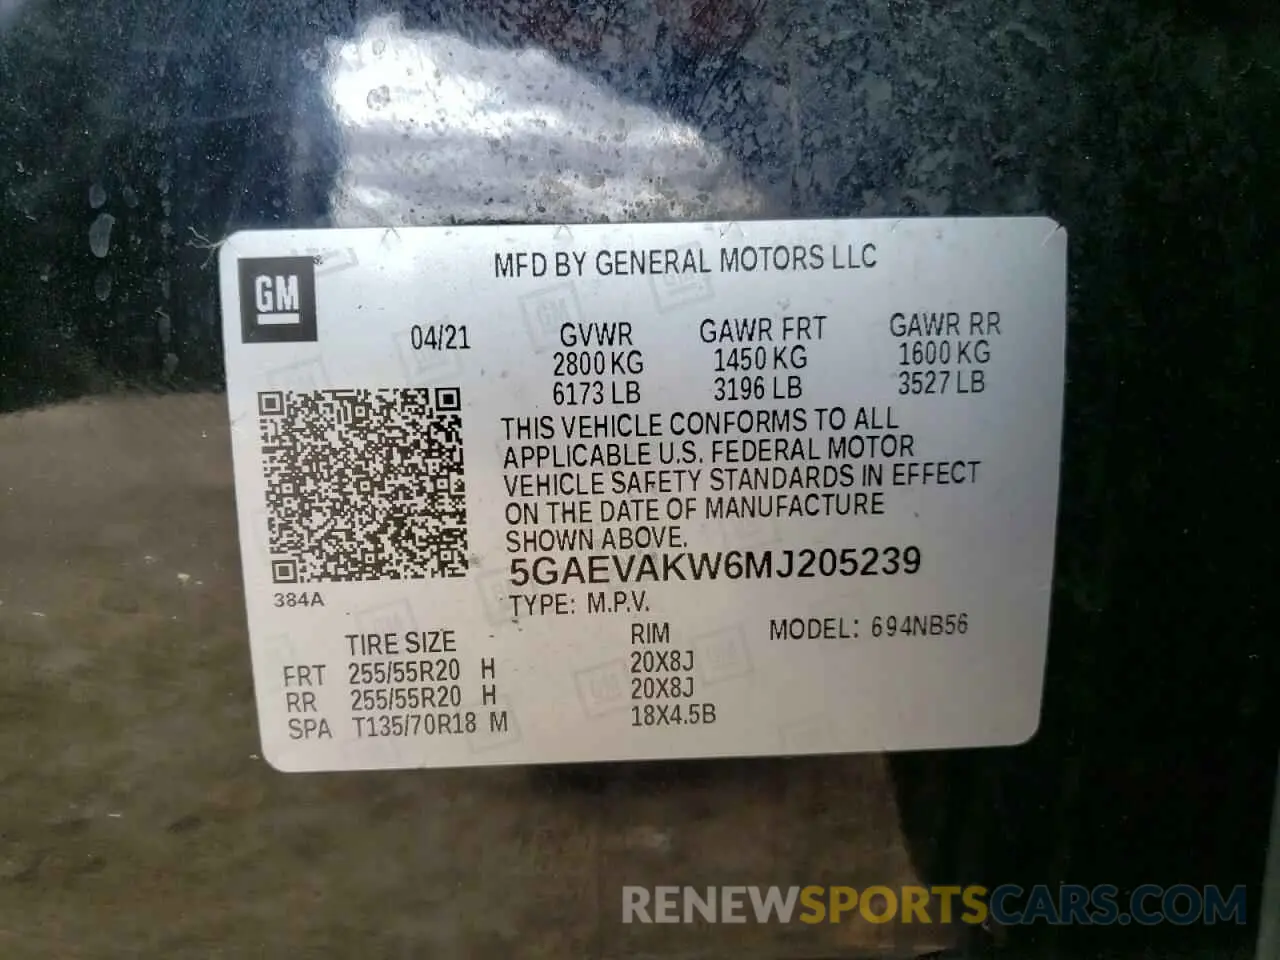 MFD BY GENERAL MOTORS LLC
GM
04/21 GVWR GAWR FRT GAWR RR
2800 KG 1450 KG 1600 KG
6173 LB 3196 LB 3527 LB
THIS VEHICLE CONFORMS TO ALL
APPLICABLE U.S. FEDERAL MOTOR
VEHICLE SAFETY STANDARDS IN EFFECT
ON THE DATE OF MANUFACTURE
SHOWN ABOVE.
5GAEVAKW6MJ205239
384A
TYPE: M.P.V.
TIRE SIZE RIM MODEL: 694NB56
FRT 255/55R20 H 20X8J
RR 255/55R20 H 20X8J
SPA T135/70R18 M 18X4.5B
RENEWSPORTSCARS.COM